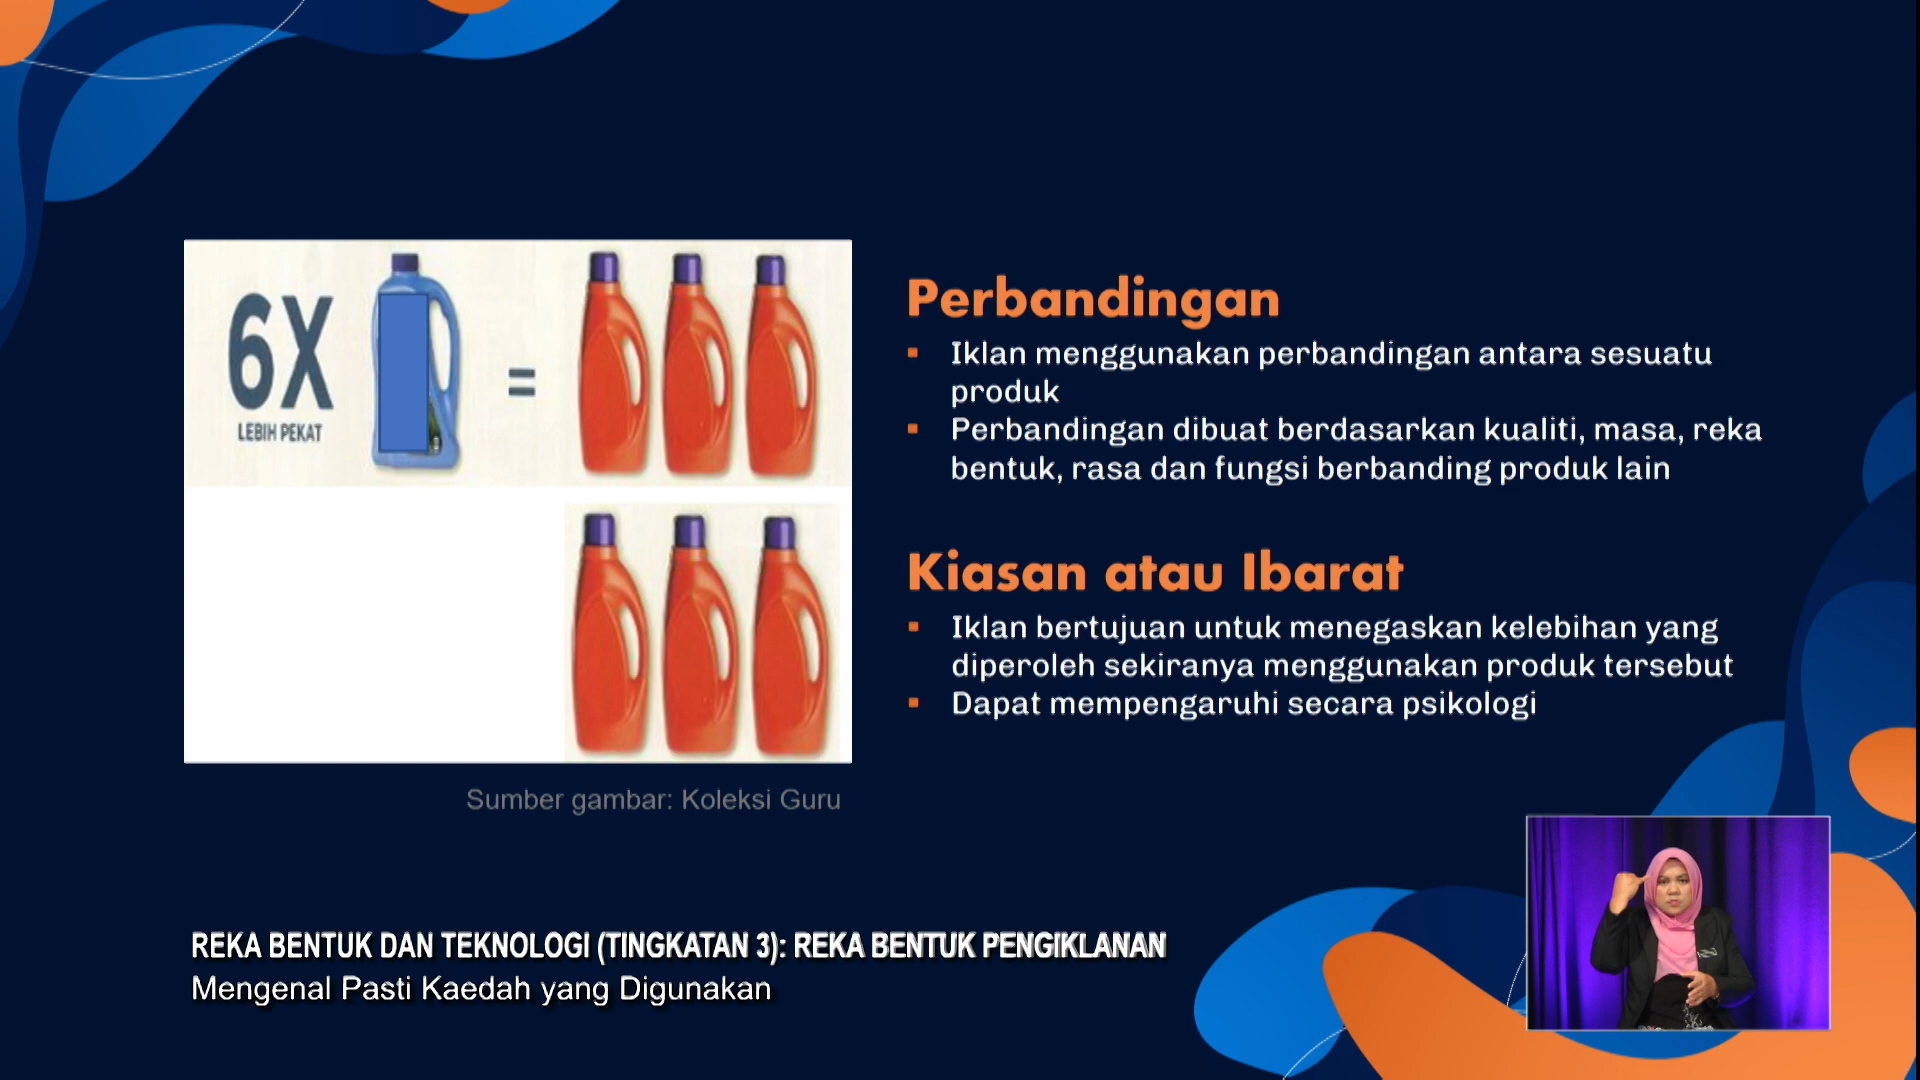 6X
LEBIH PEKAT
=
Perbandingan
▪ Iklan menggunakan perbandingan antara sesuatu
produk
▪ Perbandingan dibuat berdasarkan kualiti, masa, reka
bentuk, rasa dan fungsi berbanding produk lain
Kiasan atau Ibarat
▪ Iklan bertujuan untuk menegaskan kelebihan yang
diperoleh sekiranya menggunakan produk tersebut
▪ Dapat mempengaruhi secara psikologi
Sumber gambar: Koleksi Guru
REKA BENTUK DAN TEKNOLOGI (TINGKATAN 3): REKA BENTUK PENGIKLANAN
Mengenal Pasti Kaedah yang Digunakan